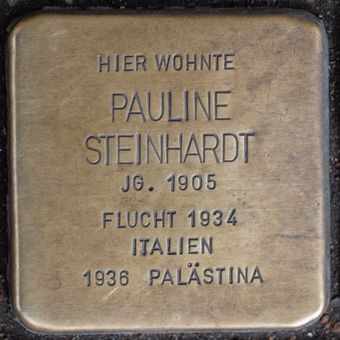 HIER WOHNTE
PAULINE
STEINHARDT
JG. 1905
FLUCHT 1934
ITALIEN
1936 PALÄSTINA